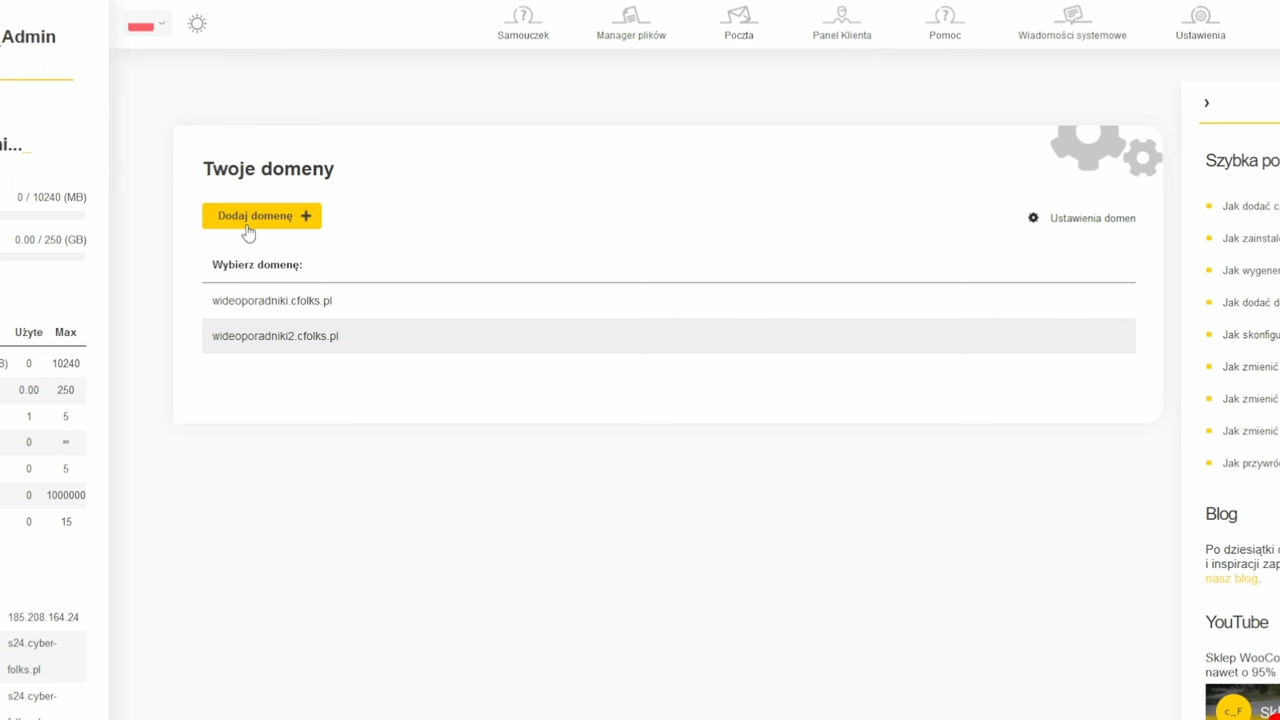 _Admin
ni..._
0 / 10240 (MB)
0.00 / 250 (GB)
Użyte Max
B) 0 10240
0.00 250
1 5
0 ∞
0 5
0 1000000
0 15
185.208.164.24
s24.cyber-
folks.pl
s24.cyber-
Samouczek
Manager plików
Poczta
Panel Klienta
Pomoc
Wiadomości systemowe
Ustawienia
Twoje domeny
Dodaj domenę +
Ustawienia domen
Wybierz domenę:
wideoporadniki.cfolks.pl
wideoporadniki2.cfolks.pl
Szybka po
Jak dodać c
Jak zainstal
Jak wygener
Jak dodać d
Jak skonfigu
Jak zmienić
Jak zmienić
Jak zmienić
Jak przywró
Blog
Po dziesiątki
i inspiracji zap
nasz blog.
YouTube
Sklep WooCo
nawet o 95%
c_F Skl